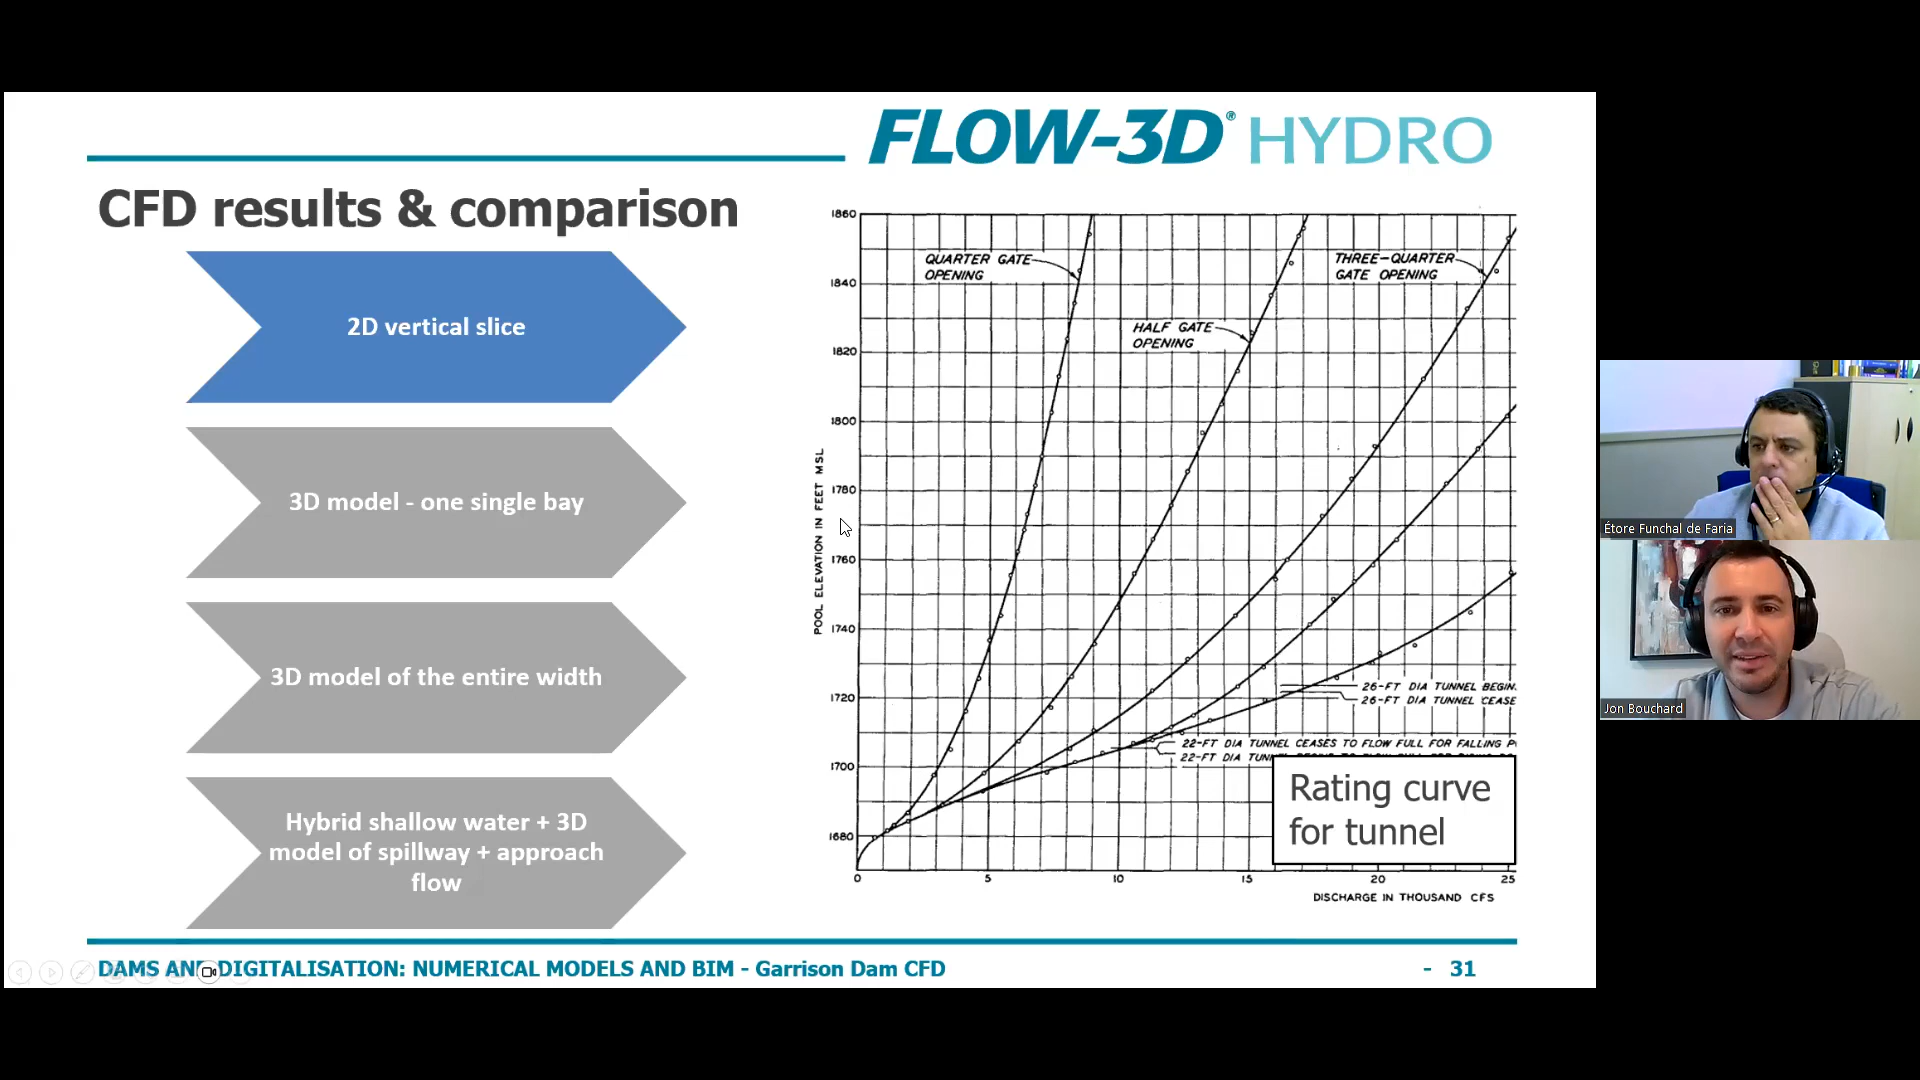 FLOW-3D® HYDRO
CFD results & comparison
2D vertical slice
3D model - one single bay
3D model of the entire width
Hybrid shallow water + 3D
model of spillway + approach
flow
1860
1840
1820
1800
1780
1760
1740
1720
1700
1680
POOL ELEVATION IN FEET MSL
QUARTER GATE
OPENING
HALF GATE
OPENING
THREE-QUARTER
GATE OPENING
26-FT DIA TUNNEL BEGIN
26-FT DIA TUNNEL CEASE
22-FT DIA TUNNEL CEASES TO FLOW FULL FOR FALLING
22-FT DIA
Rating curve
for tunnel
0 5 10 15 20 25
DISCHARGE IN THOUSAND CFS
DAMS AND DIGITALISATION: NUMERICAL MODELS AND BIM - Garrison Dam CFD
- 31
Étore Funchal de Faria
Jon Bouchard